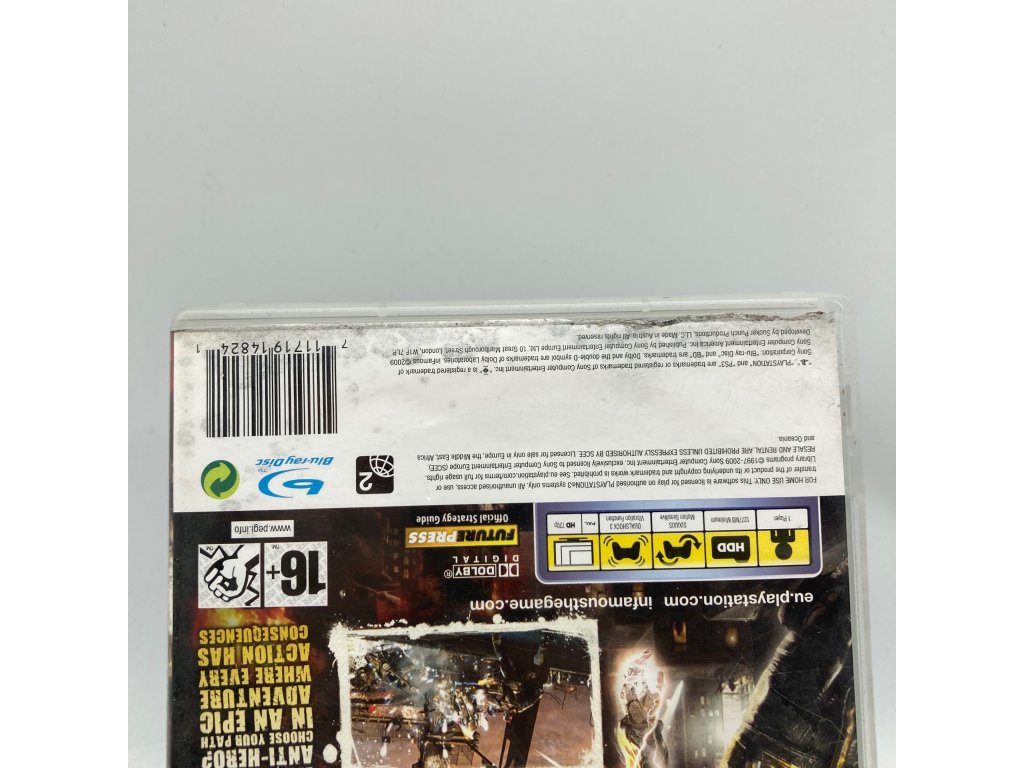 ANTI-HERO?
CHOOSE YOUR PATH
IN AN EPIC
ADVENTURE
WHERE EVERY
ACTION HAS
CONSEQUENCES
eu.playstation.com infamousthegame.com
16+
™
™
www.pegi.info
1 Player
HDD
1277MB Minimum
SIXAXIS
Motion Sensitive
DUALSHOCK 3
Vibration Function
PAL
HD 720p
DOLBY®
DIGITAL
FUTUREPRESS
Official Strategy Guide
FOR HOME USE ONLY: This software is licensed for play on authorised PLAYSTATION3 systems only. All unauthorised access, use or
transfer of the product or its underlying copyright and trademark works is prohibited. See eu.playstation.com/terms for full usage rights.
Library programs © 1997-2009 Sony Computer Entertainment Inc. exclusively licensed to Sony Computer Entertainment Europe (SCEE).
RESALE AND RENTAL ARE PROHIBITED UNLESS EXPRESSLY AUTHORISED BY SCEE. Licensed for sale only in Europe, the Middle East, Africa
and Oceania.
2
Blu-ray Disc™
"PLAYSTATION" and "PS3" are trademarks or registered trademarks of Sony Computer Entertainment Inc. " " is a registered trademark of
Sony Corporation. "Blu-ray Disc" and "BD" are trademarks. Dolby and the double-D symbol are trademarks of Dolby Laboratories. inFamous ©2009
Sony Computer Entertainment America Inc. Published by Sony Computer Entertainment Europe Ltd, 10 Great Marlborough Street, London, W1F 7LP.
Developed by Sucker Punch Productions, LLC. Made in Austria. All rights reserved.
7 11719 14824 1